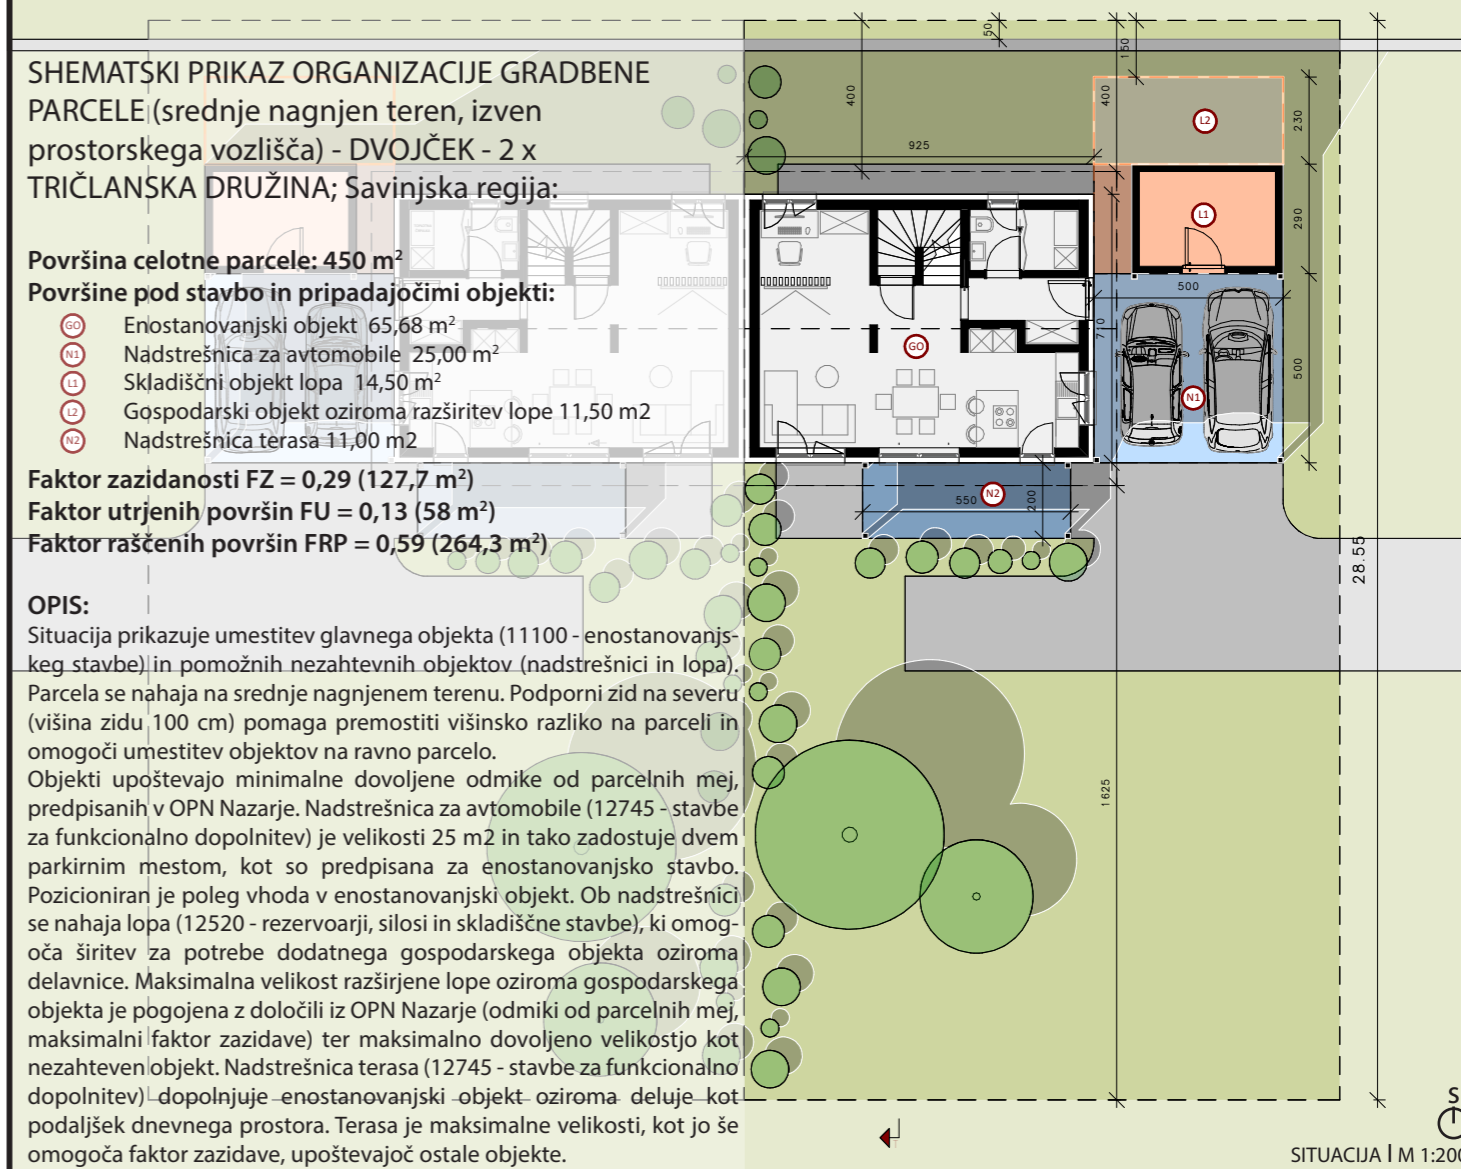 SHEMATSKI PRIKAZ ORGANIZACIJE GRADBENE
PARCELE (srednje nagnjen teren, izven
prostorskega vozlišča) - DVOJČEK - 2 x
TRIČLANSKA DRUŽINA; Savinjska regija:
Površina celotne parcele: 450 m²
Površine pod stavbo in pripadajočimi objekti:
GO Enostanovanjski objekt 65,68 m²
N1 Nadstrešnica za avtomobile 25,00 m²
L1 Skladiščni objekt lopa 14,50 m²
L2 Gospodarski objekt oziroma razširitev lope 11,50 m2
N2 Nadstrešnica terasa 11,00 m2
Faktor zazidanosti FZ = 0,29 (127,7 m²)
Faktor utrjenih površin FU = 0,13 (58 m²)
Faktor raščenih površin FRP = 0,59 (264,3 m²)
OPIS:
Situacija prikazuje umestitev glavnega objekta (11100 - enostanovanjs-
keg stavbe) in pomožnih nezahtevnih objektov (nadstrešnici in lopa).
Parcela se nahaja na srednje nagnjenem terenu. Podporni zid na severu
(višina zidu 100 cm) pomaga premostiti višinsko razliko na parceli in
omogoči umestitev objektov na ravno parcelo.
Objekti upoštevajo minimalne dovoljene odmike od parcelnih mej,
predpisanih v OPN Nazarje. Nadstrešnica za avtomobile (12745 - stavbe
za funkcionalno dopolnitev) je velikosti 25 m2 in tako zadostuje dvem
parkirnim mestom, kot so predpisana za enostanovanjsko stavbo.
Pozicioniran je poleg vhoda v enostanovanjski objekt. Ob nadstrešnici
se nahaja lopa (12520 - rezervoarji, silosi in skladiščne stavbe), ki omog-
oča širitev za potrebe dodatnega gospodarskega objekta oziroma
delavnice. Maksimalna velikost razširjene lope oziroma gospodarskega
objekta je pogojena z določili iz OPN Nazarje (odmiki od parcelnih mej,
maksimalni faktor zazidave) ter maksimalno dovoljeno velikostjo kot
nezahteven objekt. Nadstrešnica terasa (12745 - stavbe za funkcionalno
dopolnitev) dopolnjuje enostanovanjski objekt oziroma deluje kot
podaljšek dnevnega prostora. Terasa je maksimalne velikosti, kot jo še
omogoča faktor zazidave, upoštevajoč ostale objekte.
50
150
400
400
925
230
L2
290
L1
500
710
GO
500
N1
550
N2
200
28.55
1625
S
SITUACIJA I M 1:200